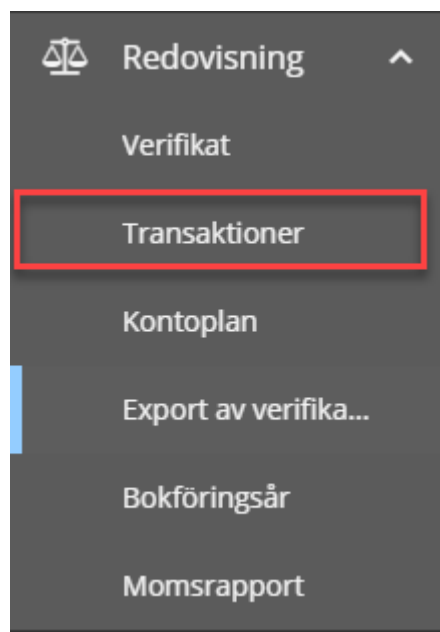 Redovisning
Verifikat
Transaktioner
Kontoplan
Export av verifika...
Bokföringsår
Momsrapport